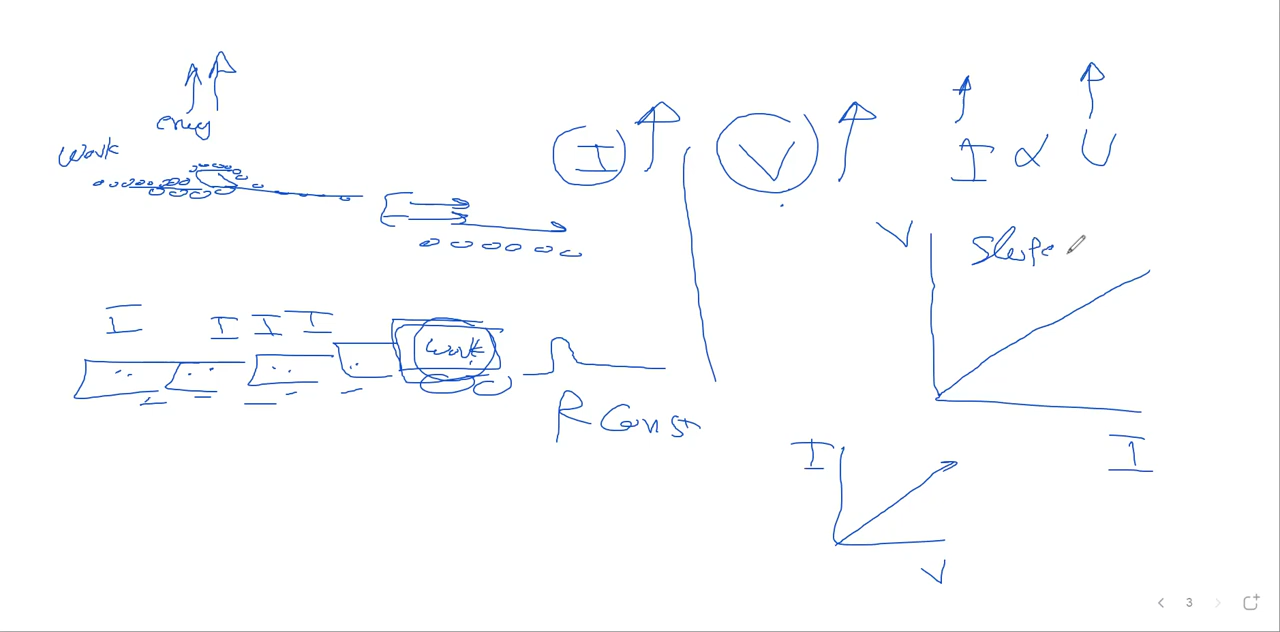 energy
work
I V I ∝ V
V Slope
I I I I
work
R Const
I I
V
3